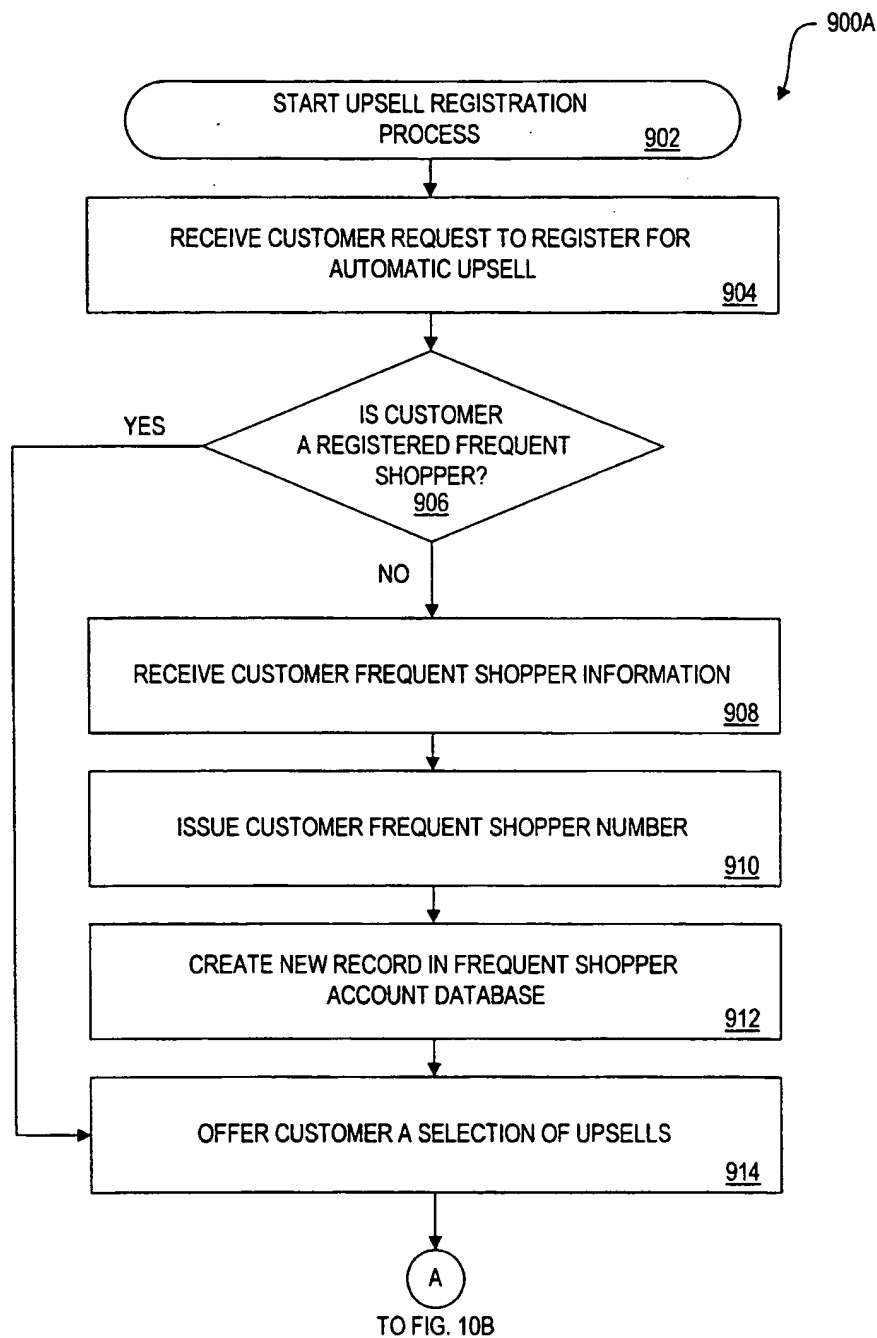 900A
START UPSELL REGISTRATION
PROCESS
902
RECEIVE CUSTOMER REQUEST TO REGISTER FOR
AUTOMATIC UPSELL
904
YES
IS CUSTOMER
A REGISTERED FREQUENT
SHOPPER?
906
NO
RECEIVE CUSTOMER FREQUENT SHOPPER INFORMATION
908
ISSUE CUSTOMER FREQUENT SHOPPER NUMBER
910
CREATE NEW RECORD IN FREQUENT SHOPPER
ACCOUNT DATABASE
912
OFFER CUSTOMER A SELECTION OF UPSELLS
914
A
TO FIG. 10B